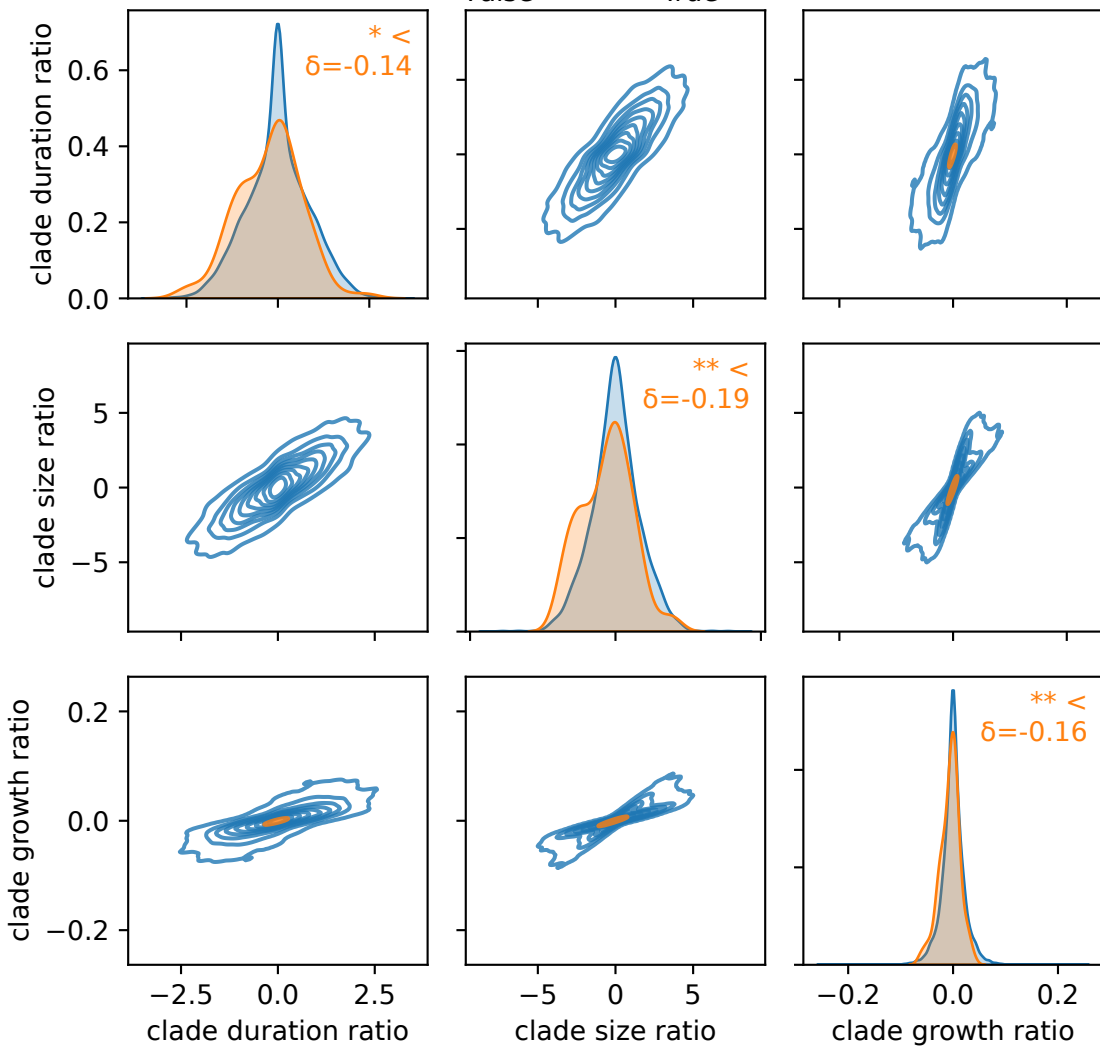 clade duration ratio
0.6
0.4
0.2
0.0
* <
δ=-0.14
clade size ratio
5
0
−5
** <
δ=-0.19
clade growth ratio
0.2
0.0
−0.2
** <
δ=-0.16
−2.5 0.0 2.5
−5 0 5
−0.2 0.0 0.2
clade duration ratio
clade size ratio
clade growth ratio